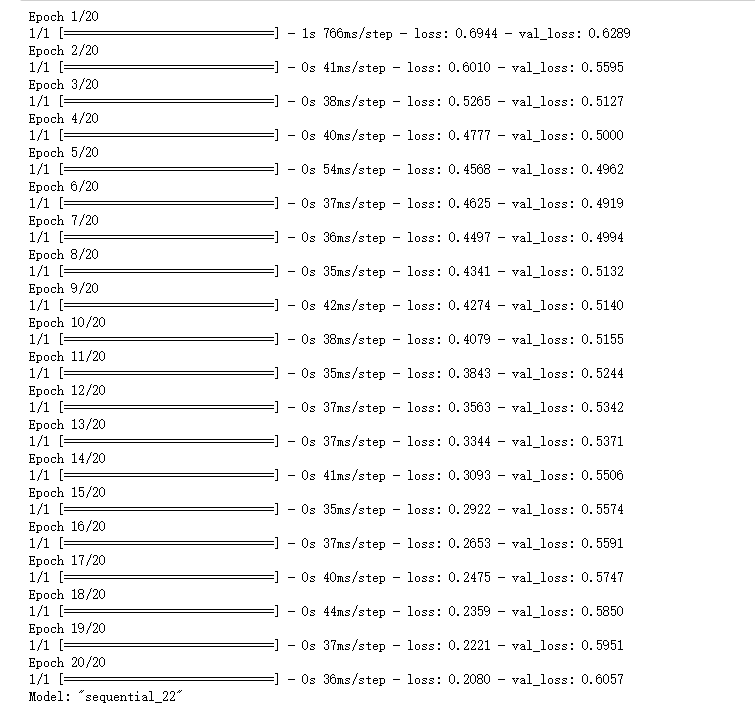 Epoch 1/20
1/1 [==============================] - 1s 766ms/step - loss: 0.6944 - val_loss: 0.6289
Epoch 2/20
1/1 [==============================] - 0s 41ms/step - loss: 0.6010 - val_loss: 0.5595
Epoch 3/20
1/1 [==============================] - 0s 38ms/step - loss: 0.5265 - val_loss: 0.5127
Epoch 4/20
1/1 [==============================] - 0s 40ms/step - loss: 0.4777 - val_loss: 0.5000
Epoch 5/20
1/1 [==============================] - 0s 54ms/step - loss: 0.4568 - val_loss: 0.4962
Epoch 6/20
1/1 [==============================] - 0s 37ms/step - loss: 0.4625 - val_loss: 0.4919
Epoch 7/20
1/1 [==============================] - 0s 36ms/step - loss: 0.4497 - val_loss: 0.4994
Epoch 8/20
1/1 [==============================] - 0s 35ms/step - loss: 0.4341 - val_loss: 0.5132
Epoch 9/20
1/1 [==============================] - 0s 42ms/step - loss: 0.4274 - val_loss: 0.5140
Epoch 10/20
1/1 [==============================] - 0s 38ms/step - loss: 0.4079 - val_loss: 0.5155
Epoch 11/20
1/1 [==============================] - 0s 35ms/step - loss: 0.3843 - val_loss: 0.5244
Epoch 12/20
1/1 [==============================] - 0s 37ms/step - loss: 0.3563 - val_loss: 0.5342
Epoch 13/20
1/1 [==============================] - 0s 37ms/step - loss: 0.3344 - val_loss: 0.5371
Epoch 14/20
1/1 [==============================] - 0s 41ms/step - loss: 0.3093 - val_loss: 0.5506
Epoch 15/20
1/1 [==============================] - 0s 35ms/step - loss: 0.2922 - val_loss: 0.5574
Epoch 16/20
1/1 [==============================] - 0s 37ms/step - loss: 0.2653 - val_loss: 0.5591
Epoch 17/20
1/1 [==============================] - 0s 40ms/step - loss: 0.2475 - val_loss: 0.5747
Epoch 18/20
1/1 [==============================] - 0s 44ms/step - loss: 0.2359 - val_loss: 0.5850
Epoch 19/20
1/1 [==============================] - 0s 37ms/step - loss: 0.2221 - val_loss: 0.5951
Epoch 20/20
1/1 [==============================] - 0s 36ms/step - loss: 0.2080 - val_loss: 0.6057
Model: "sequential_22"